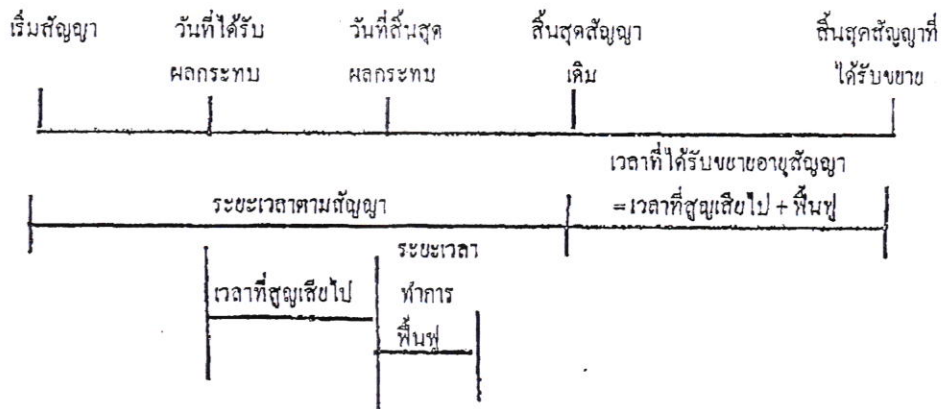 เริ่มสัญญา วันที่ได้รับ วันที่สิ้นสุด สิ้นสุดสัญญา สิ้นสุดสัญญาที่
ผลกระทบ ผลกระทบ เดิม ได้รับขยาย
เวลาที่ได้รับขยายอายุสัญญา
ระยะเวลาตามสัญญา =เวลาที่สูญเสียไป + ฟื้นฟู
ระยะเวลา
เวลาที่สูญเสียไป ทำการ
ฟื้นฟู